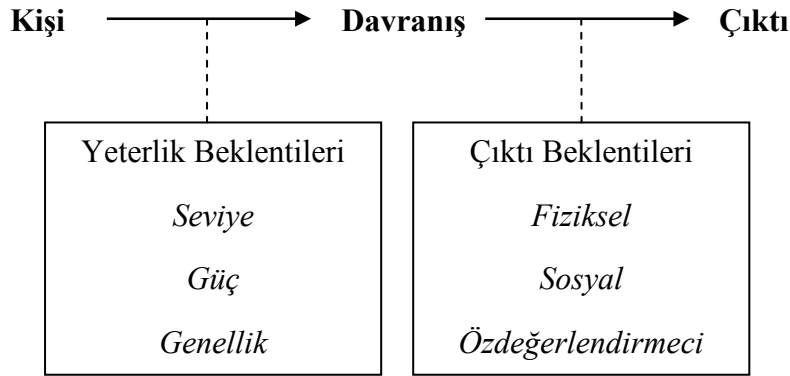 Kişi Davranış Çıktı
Yeterlik Beklentileri
Seviye
Güç
Genellik
Çıktı Beklentileri
Fiziksel
Sosyal
Özdeğerlendirmeci